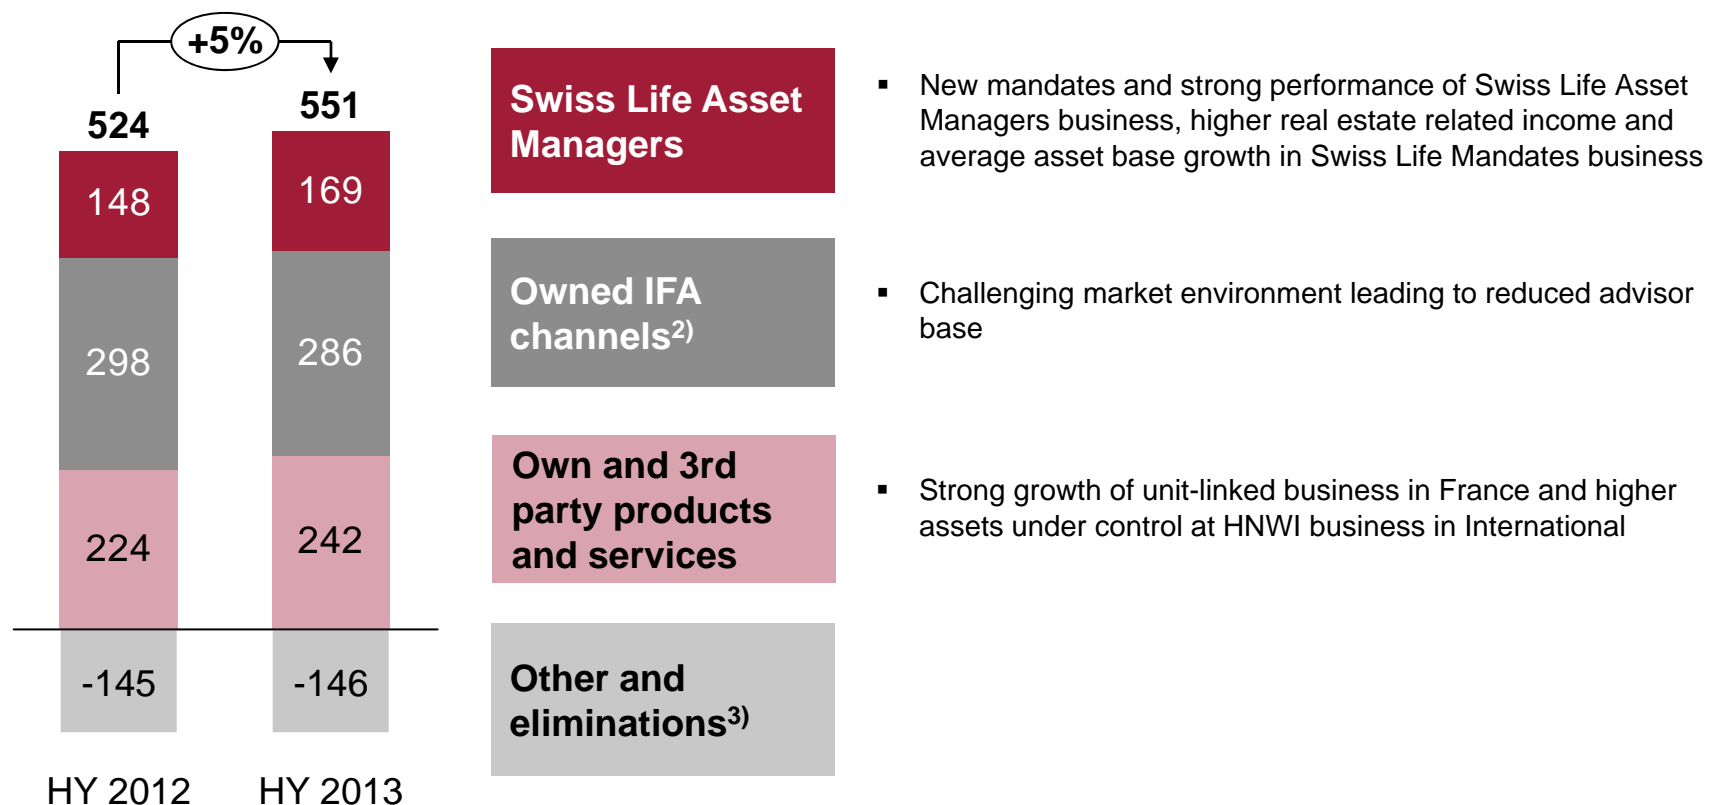 +5%
524
551
148
169
298
286
224
242
-145
-146
HY 2012
HY 2013
Swiss Life Asset
Managers
▪ New mandates and strong performance of Swiss Life Asset
Managers business, higher real estate related income and
average asset base growth in Swiss Life Mandates business
Owned IFA
channels2)
▪ Challenging market environment leading to reduced advisor
base
Own and 3rd
party products
and services
▪ Strong growth of unit-linked business in France and higher
assets under control at HNWI business in International
Other and
eliminations3)